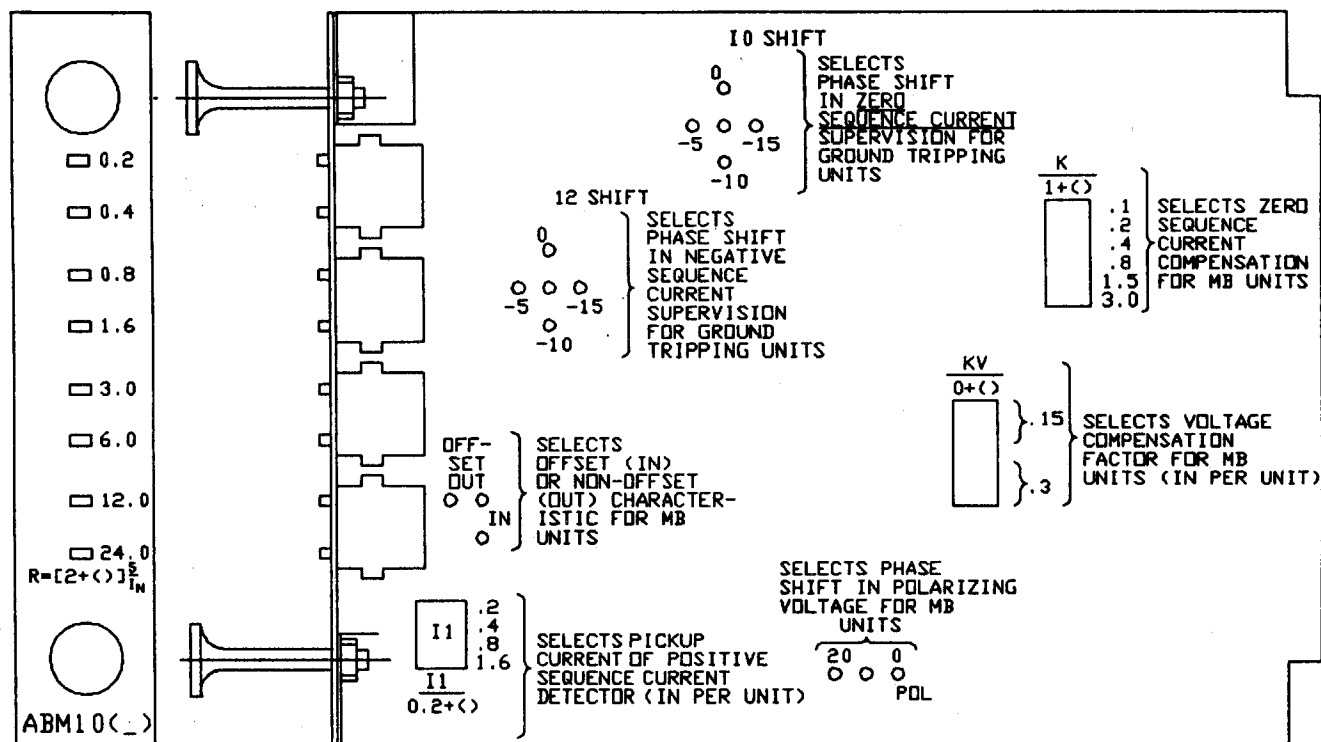 0.2
0.4
0.8
1.6
3.0
6.0
12.0
24.0
R=[2+()]5/IN
ABM10(_)
I0 SHIFT
0
-5
-15
-10
SELECTS
PHASE SHIFT
IN ZERO
SEQUENCE CURRENT
SUPERVISION FOR
GROUND TRIPPING
UNITS
12 SHIFT
0
-5
-15
-10
SELECTS
PHASE SHIFT
IN NEGATIVE
SEQUENCE
CURRENT
SUPERVISION
FOR GROUND
TRIPPING UNITS
K
1+()
.1
.2
.4
.8
1.5
3.0
SELECTS ZERO
SEQUENCE
CURRENT
COMPENSATION
FOR MB UNITS
KV
0+()
.15
.3
SELECTS VOLTAGE
COMPENSATION
FACTOR FOR MB
UNITS (IN PER UNIT)
OFF-
SET
OUT
IN
SELECTS
OFFSET (IN)
OR NON-OFFSET
(OUT) CHARACTER-
ISTIC FOR MB
UNITS
I1
.2
.4
.8
1.6
I1
0.2+()
SELECTS PICKUP
CURRENT OF POSITIVE
SEQUENCE CURRENT
DETECTOR (IN PER UNIT)
SELECTS PHASE
SHIFT IN POLARIZING
VOLTAGE FOR MB
UNITS
20 0
POL